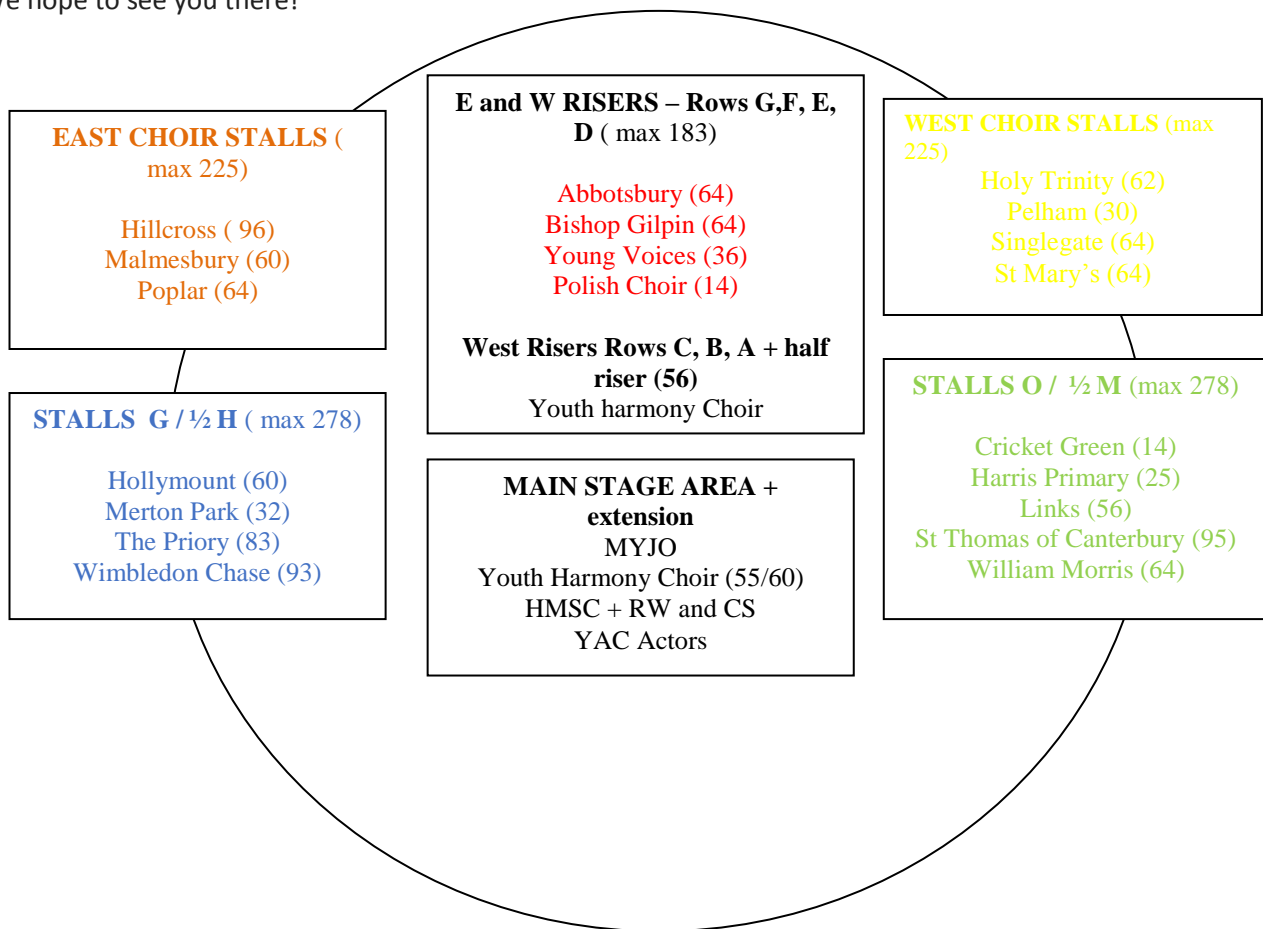 We hope to see you there!
EAST CHOIR STALLS (
max 225)
Hillcross ( 96)
Malmesbury (60)
Poplar (64)
E and W RISERS – Rows G,F, E,
D ( max 183)
Abbotsbury (64)
Bishop Gilpin (64)
Young Voices (36)
Polish Choir (14)
West Risers Rows C, B, A + half
riser (56)
Youth harmony Choir
WEST CHOIR STALLS (max
225)
Holy Trinity (62)
Pelham (30)
Singlegate (64)
St Mary’s (64)
STALLS G / ½ H ( max 278)
Hollymount (60)
Merton Park (32)
The Priory (83)
Wimbledon Chase (93)
MAIN STAGE AREA +
extension
MYJO
Youth Harmony Choir (55/60)
HMSC + RW and CS
YAC Actors
STALLS O / ½ M (max 278)
Cricket Green (14)
Harris Primary (25)
Links (56)
St Thomas of Canterbury (95)
William Morris (64)